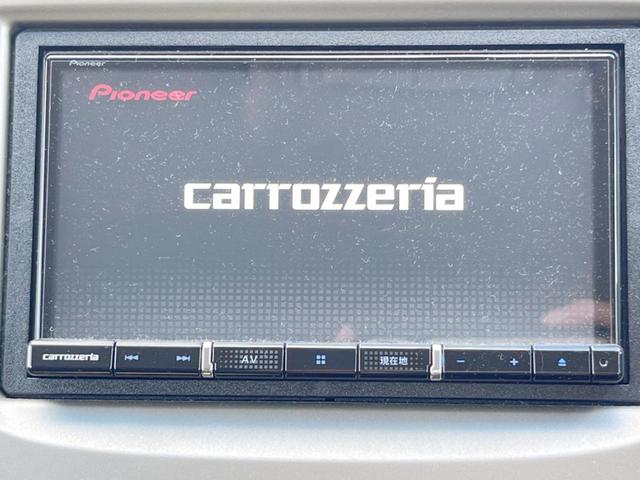 Pioneer
Pioneer
carrozzeria
carrozzeria AV 現在地 - +